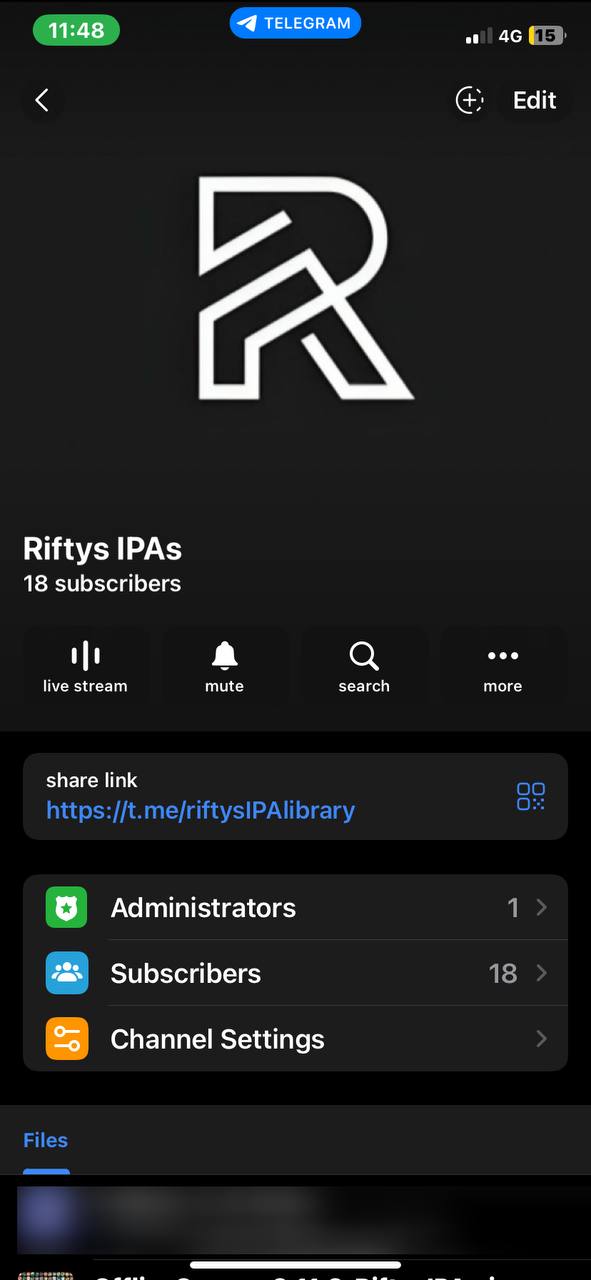 11:48
TELEGRAM
4G
15
Edit
Riftys IPAs
18 subscribers
live stream
mute
search
more
share link
https://t.me/riftysIPAlibrary
Administrators
1
Subscribers
18
Channel Settings
Files